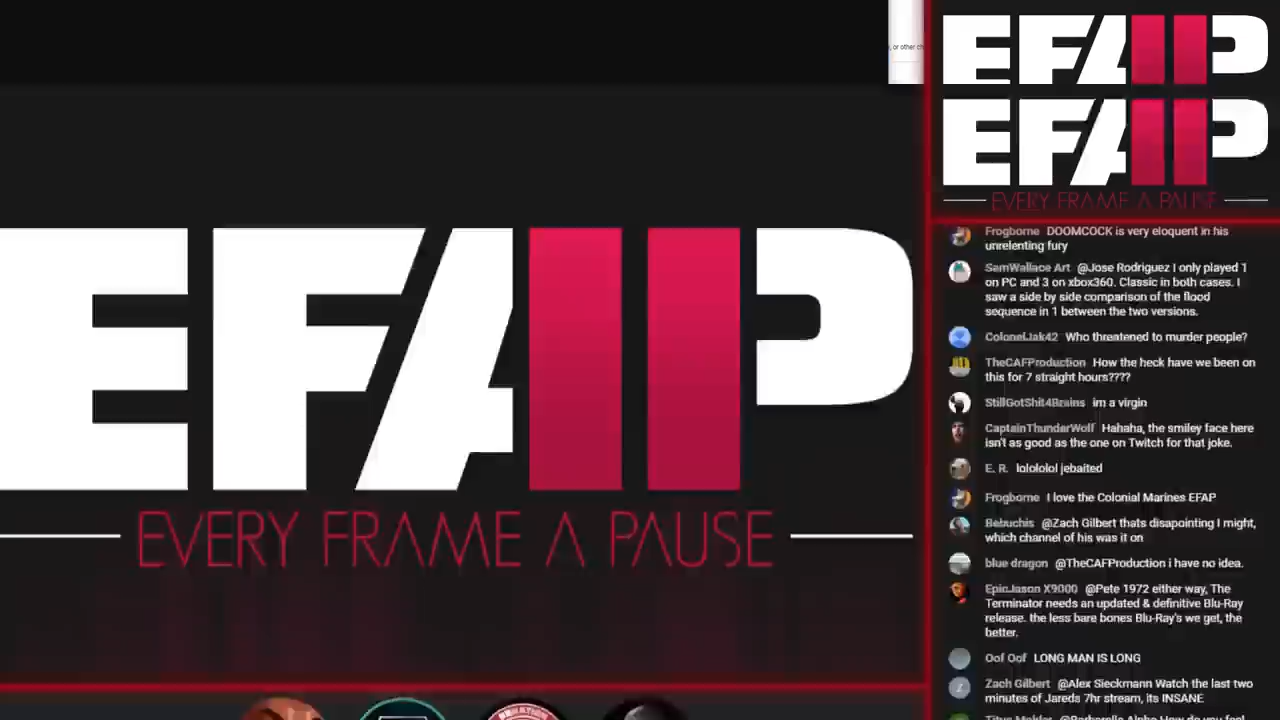 , or other ch
EFAP
EVERY FRAME A PAUSE
EFAP
EFAP
EVERY FRAME A PAUSE
Frogborne DOOMCOCK is very eloquent in his
unrelenting fury
SamWallace Art @Jose Rodriguez I only played 1
on PC and 3 on xbox360. Classic in both cases. I
saw a side by side comparison of the flood
sequence in 1 between the two versions.
ColonelJak42 Who threatened to murder people?
TheCAFProduction How the heck have we been on
this for 7 straight hours????
StillGotShit4Brains im a virgin
CaptainThunderWolf Hahaha, the smiley face here
isn't as good as the one on Twitch for that joke.
E. R. lolololol jebaited
Frogborne I love the Colonial Marines EFAP
Bebuchis @Zach Gilbert thats disapointing I might,
which channel of his was it on
blue dragon @TheCAFProduction i have no idea.
EpicJason X9000 @Pete 1972 either way, The
Terminator needs an updated & definitive Blu-Ray
release. the less bare bones Blu-Ray's we get, the
better.
Oof Oof LONG MAN IS LONG
Z
Zach Gilbert @Alex Sieckmann Watch the last two
minutes of Jareds 7hr stream, its INSANE